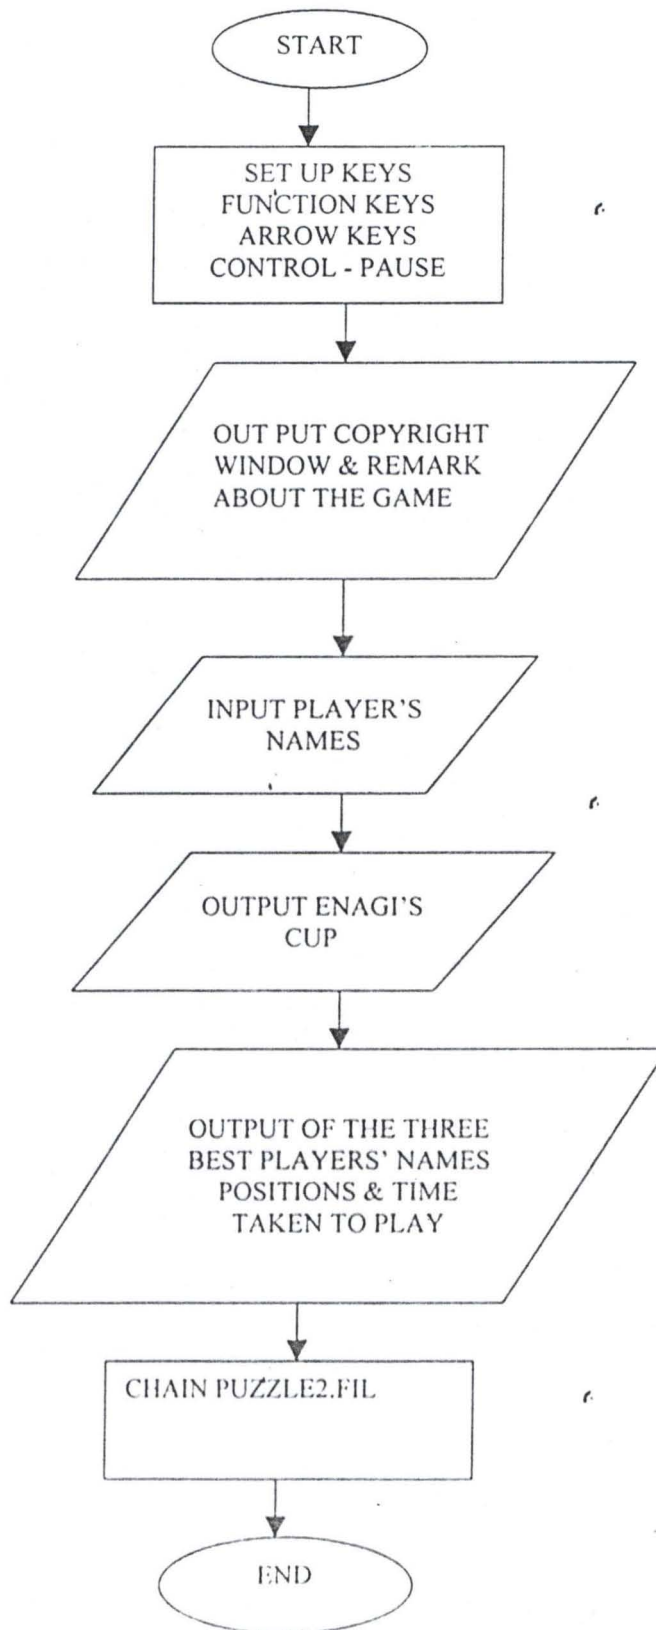 START
SET UP KEYS
FUNCTION KEYS
ARROW KEYS
CONTROL - PAUSE
OUT PUT COPYRIGHT
WINDOW & REMARK
ABOUT THE GAME
INPUT PLAYER'S
NAMES
OUTPUT ENAGI'S
CUP
OUTPUT OF THE THREE
BEST PLAYERS' NAMES
POSITIONS & TIME
TAKEN TO PLAY
CHAIN PUZZLE2.FIL
END